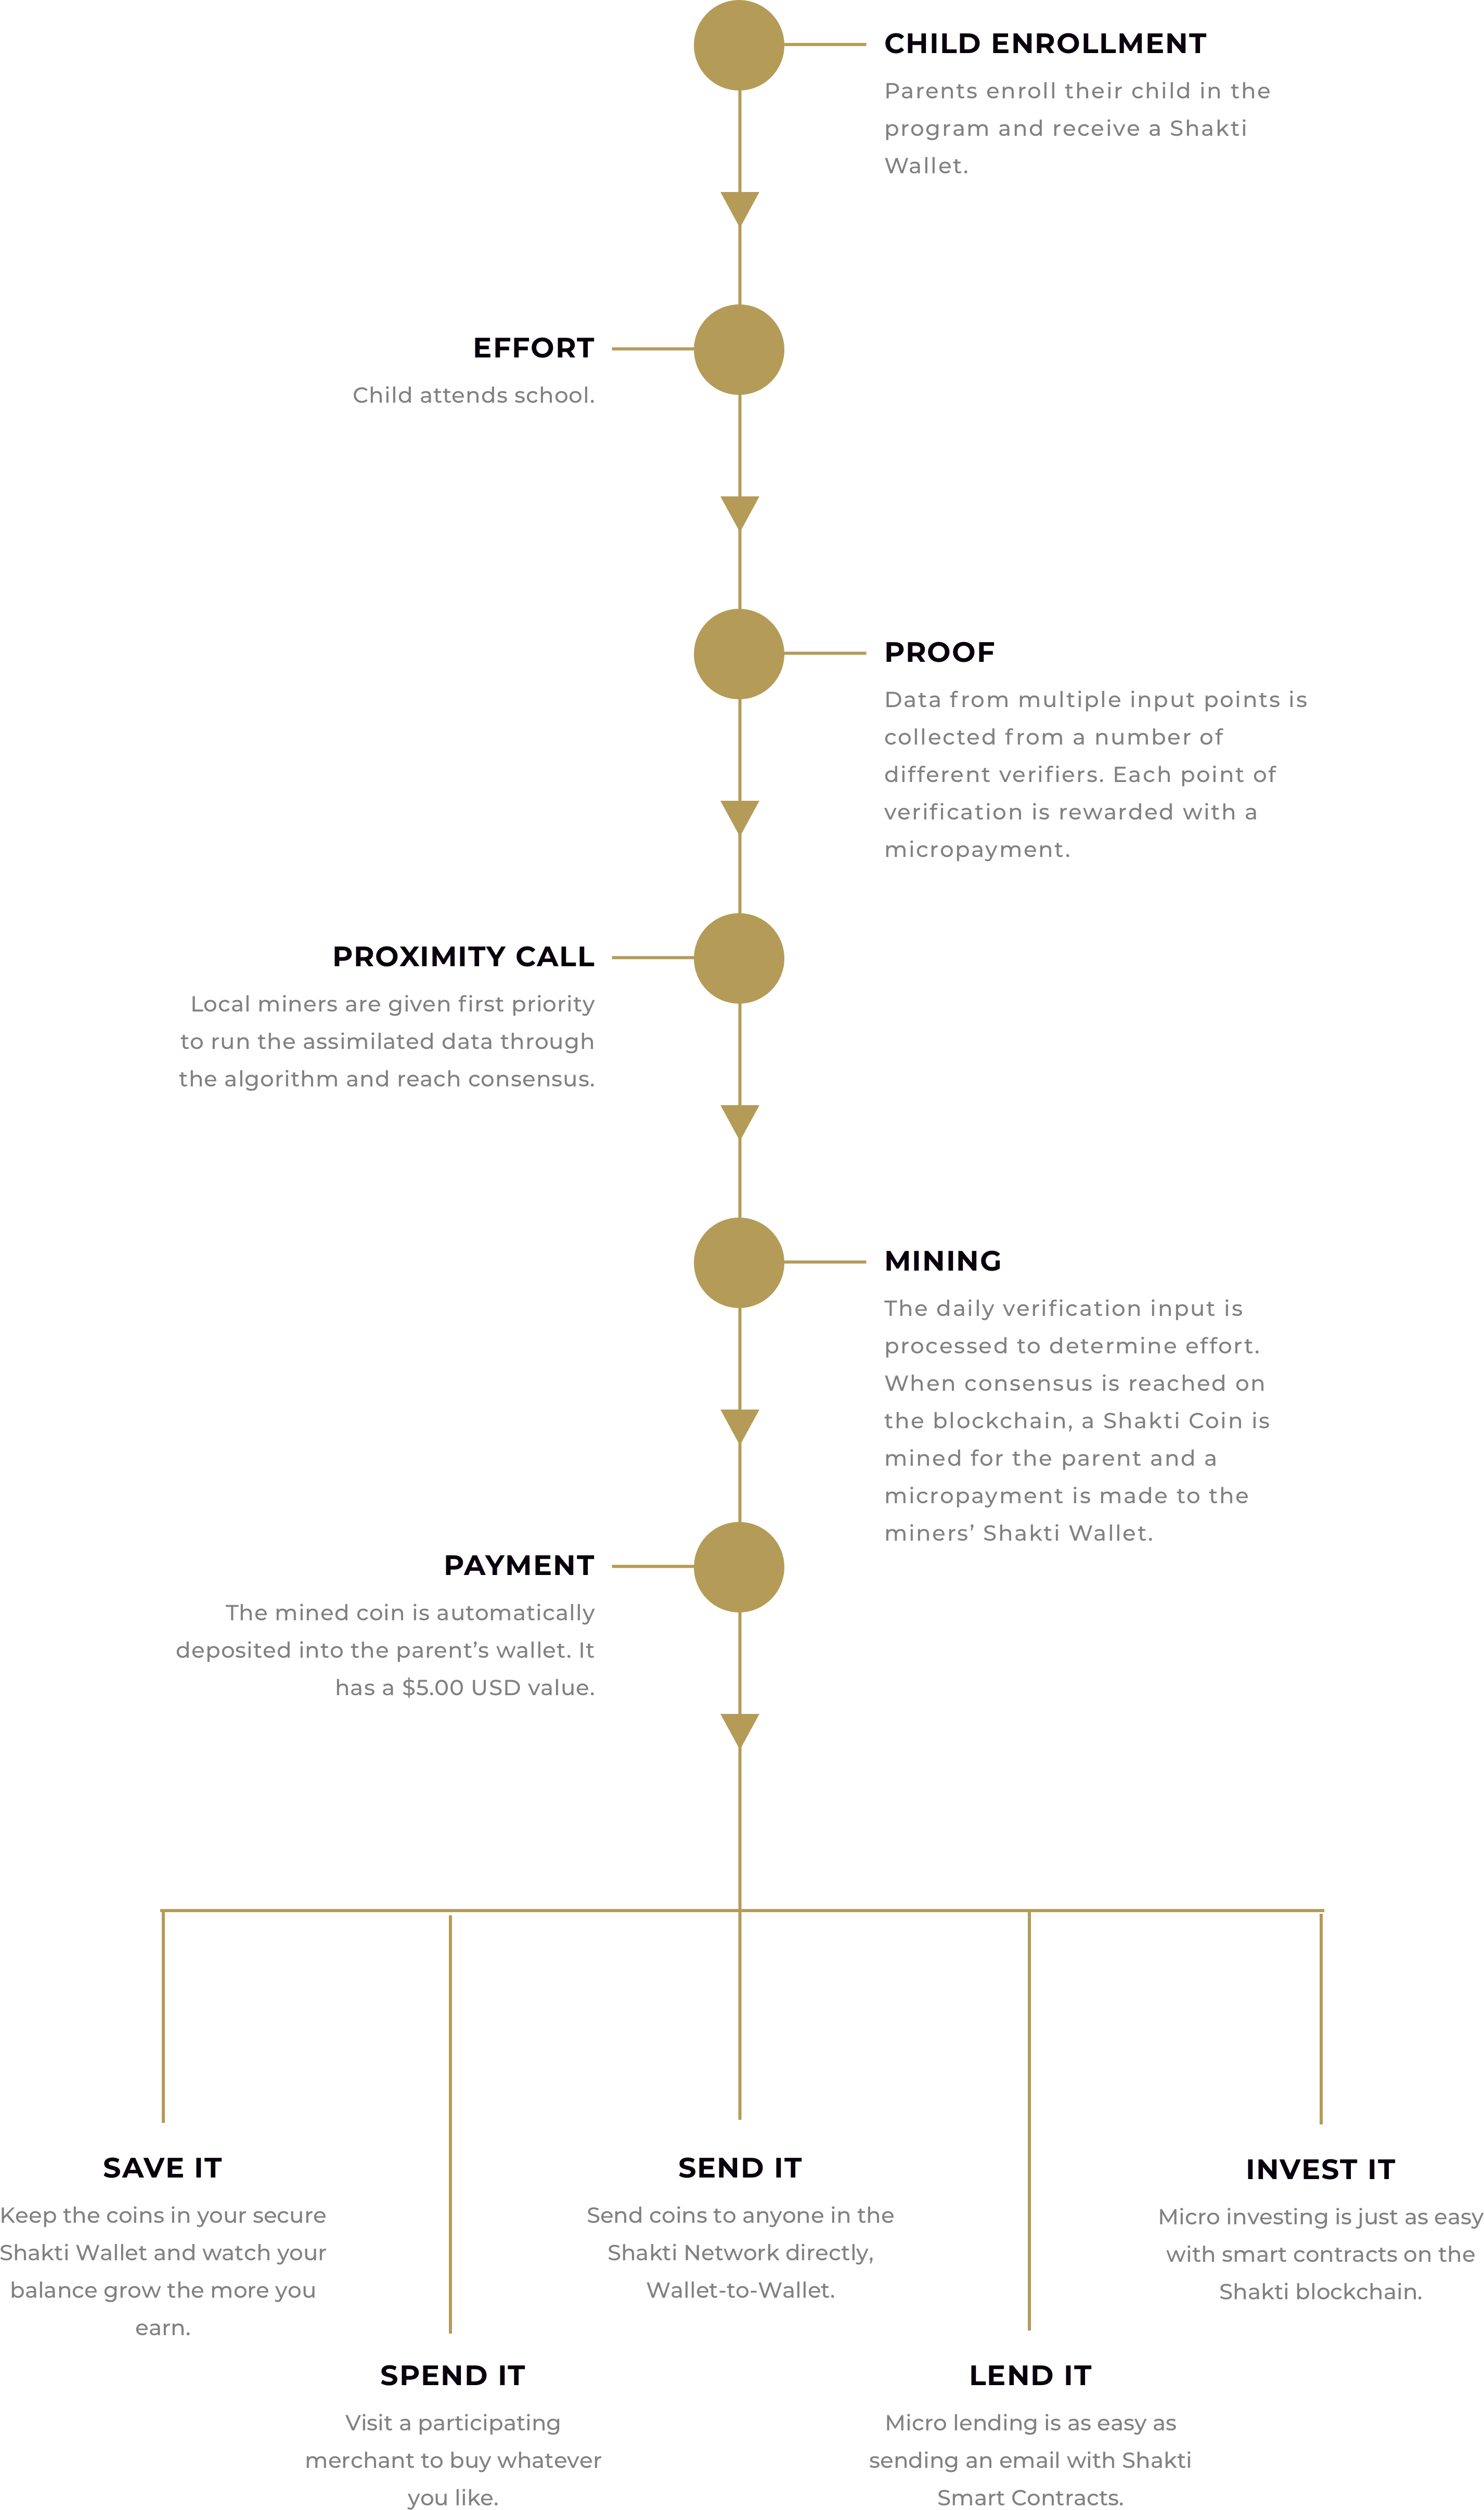 CHILD ENROLLMENT
Parents enroll their child in the
program and receive a Shakti
Wallet.
EFFORT
Child attends school.
PROOF
Data from multiple input points is
collected from a number of
different verifiers. Each point of
verification is rewarded with a
micropayment.
PROXIMITY CALL
Local miners are given first priority
to run the assimilated data through
the algorithm and reach consensus.
MINING
The daily verification input is
processed to determine effort.
When consensus is reached on
the blockchain, a Shakti Coin is
mined for the parent and a
micropayment is made to the
miners’ Shakti Wallet.
PAYMENT
The mined coin is automatically
deposited into the parent’s wallet. It
has a $5.00 USD value.
SAVE IT
Keep the coins in your secure
Shakti Wallet and watch your
balance grow the more you
earn.
SPEND IT
Visit a participating
merchant to buy whatever
you like.
SEND IT
Send coins to anyone in the
Shakti Network directly,
Wallet-to-Wallet.
LEND IT
Micro lending is as easy as
sending an email with Shakti
Smart Contracts.
INVEST IT
Micro investing is just as easy
with smart contracts on the
Shakti blockchain.